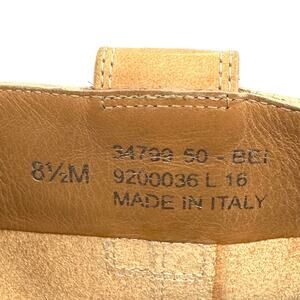 34799 50 - BEI
8½M 9200036 L 16
MADE IN ITALY